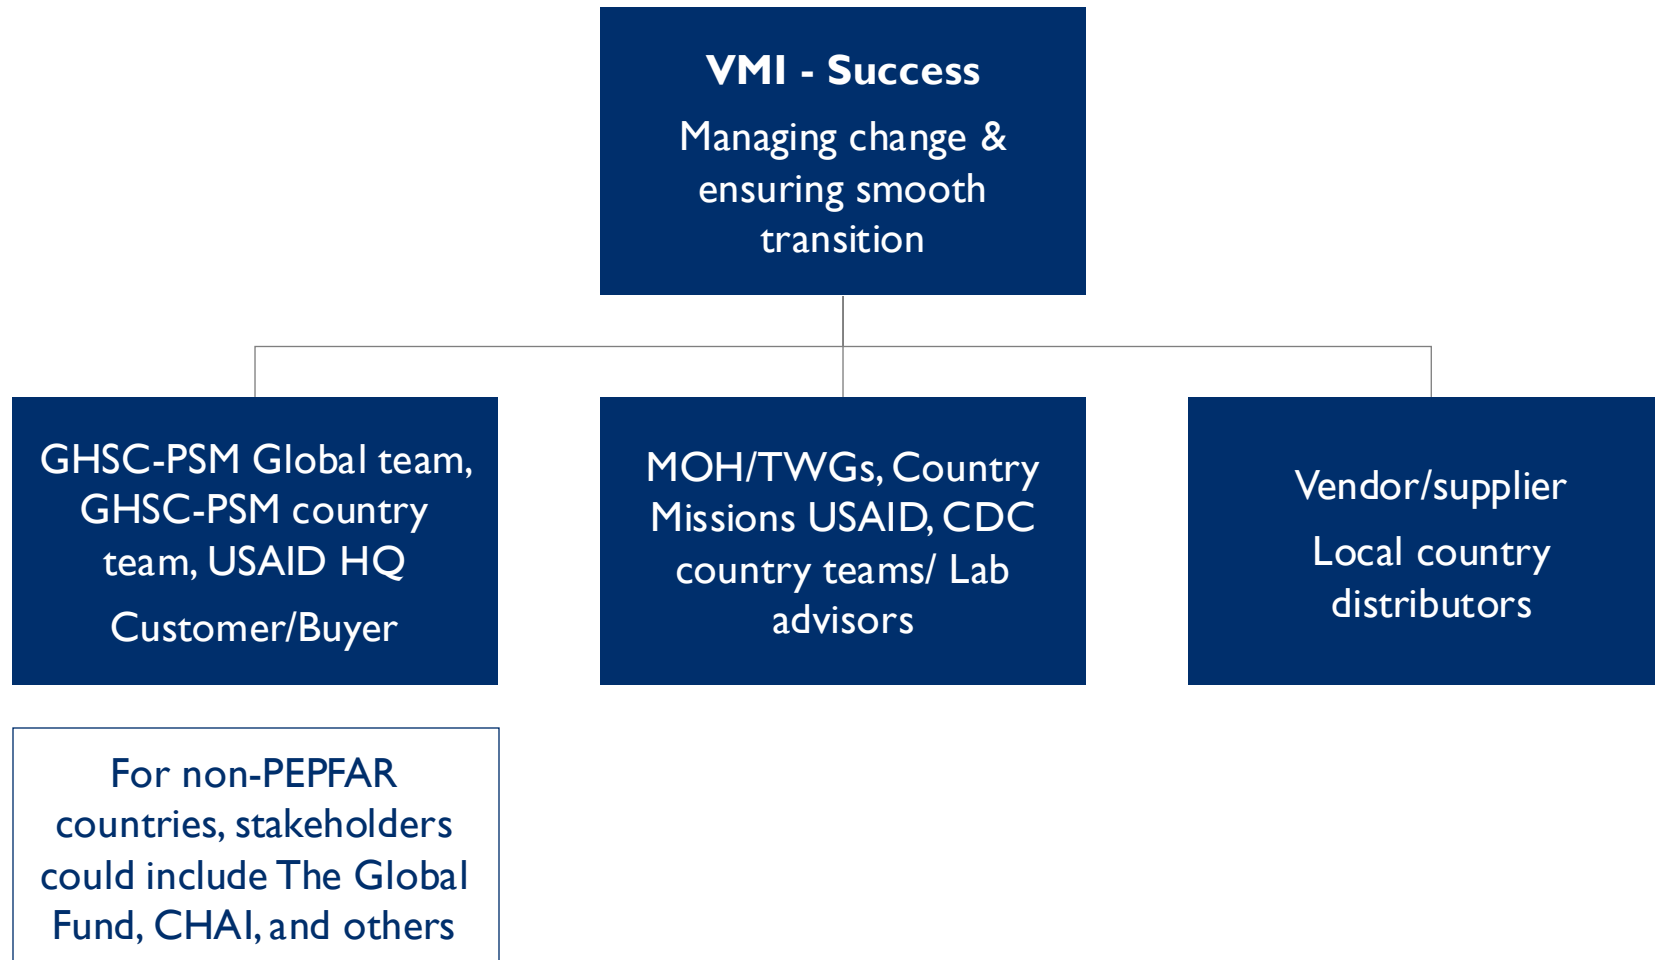 VMI - Success
Managing change &
ensuring smooth
transition
GHSC-PSM Global team,
GHSC-PSM country
team, USAID HQ
Customer/Buyer
MOH/TWGs, Country
Missions USAID, CDC
country teams/ Lab
advisors
Vendor/supplier
Local country
distributors
For non-PEPFAR
countries, stakeholders
could include The Global
Fund, CHAI, and others